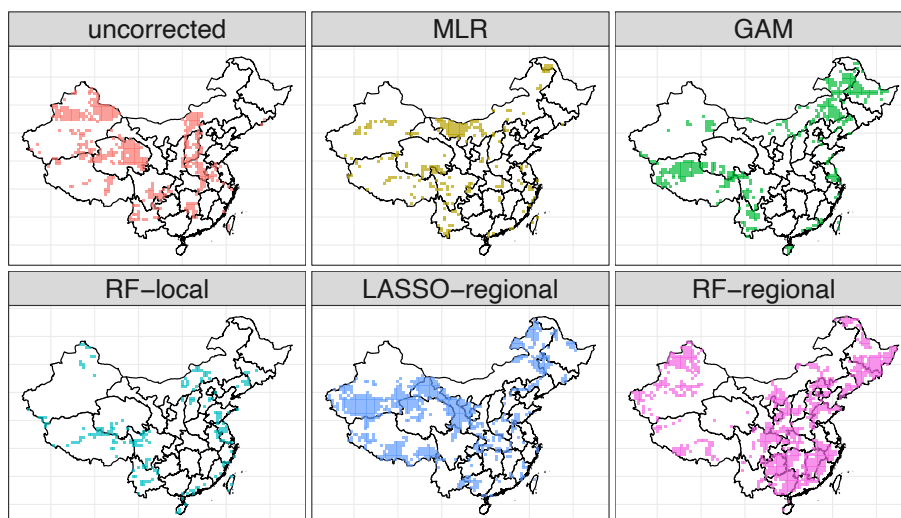 uncorrected
MLR
GAM
RF-local
LASSO-regional
RF-regional